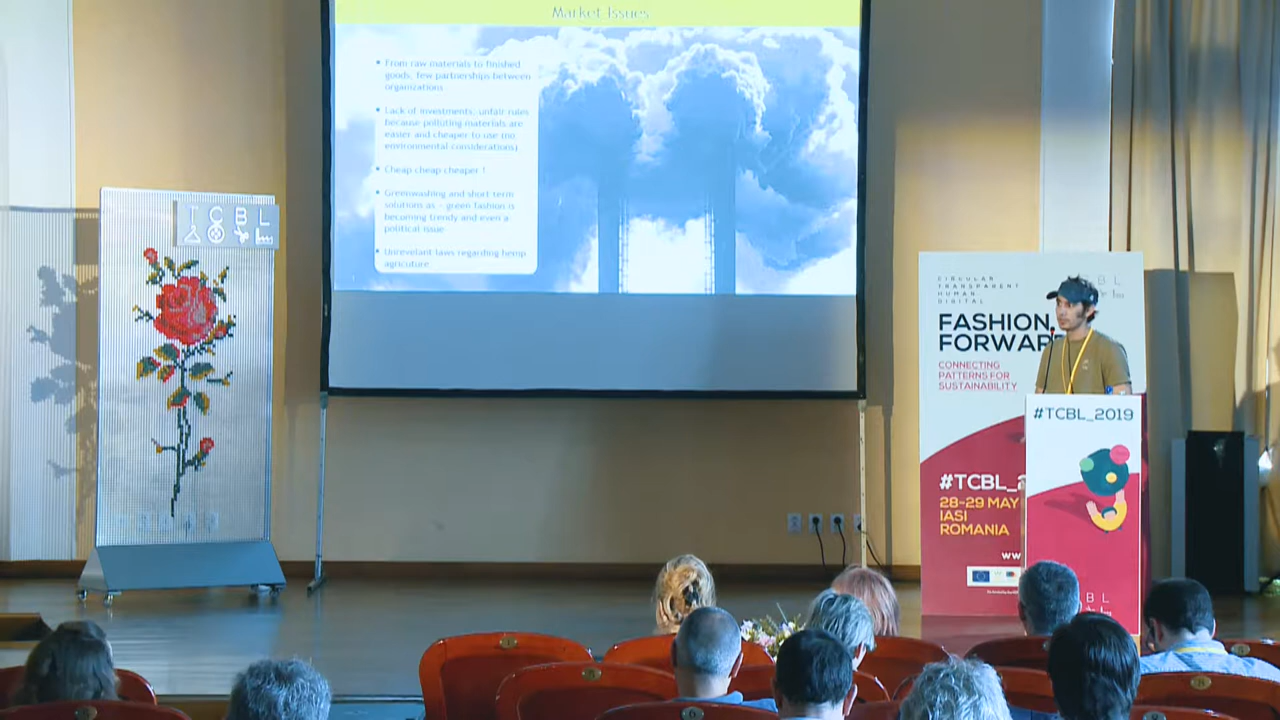 Market Issues
From raw materials to finished
goods, few partnerships between
organizations
Lack of investments, unfair rules
because polluting materials are
easier and cheaper to use (no
environmental considerations)
Cheap cheap cheaper !
Greenwashing and short term
solutions as - green fashion is
becoming trendy and even a
political issue
Unrevelant laws regarding hemp
agricuture
T C B L
CIRCULAR
TRANSPARENT
HUMAN
DIGITAL
B L
FASHION
FORWAR
CONNECTING
PATTERNS FOR
SUSTAINABILITY
#TCBL_2
28-29 MAY
IASI
ROMANIA
ww
#TCBL_2019
B L